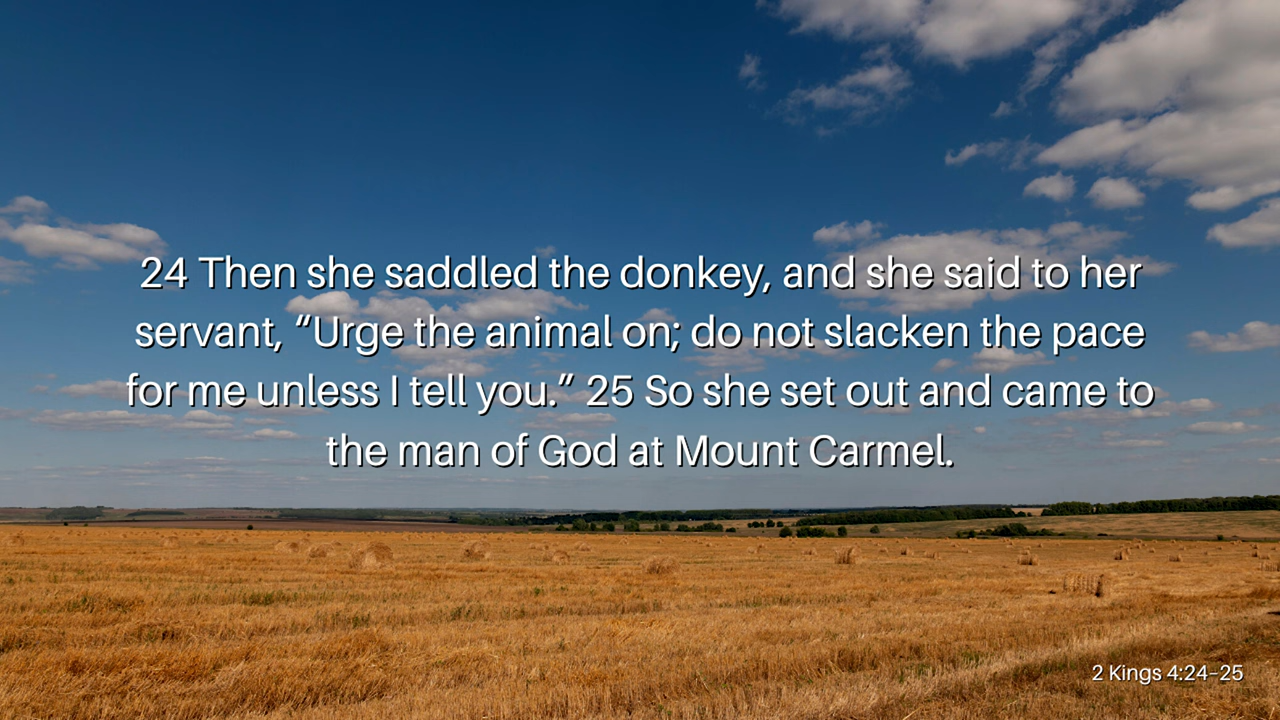 24 Then she saddled the donkey, and she said to her
servant, “Urge the animal on; do not slacken the pace
for me unless I tell you.” 25 So she set out and came to
the man of God at Mount Carmel.
2 Kings 4:24–25